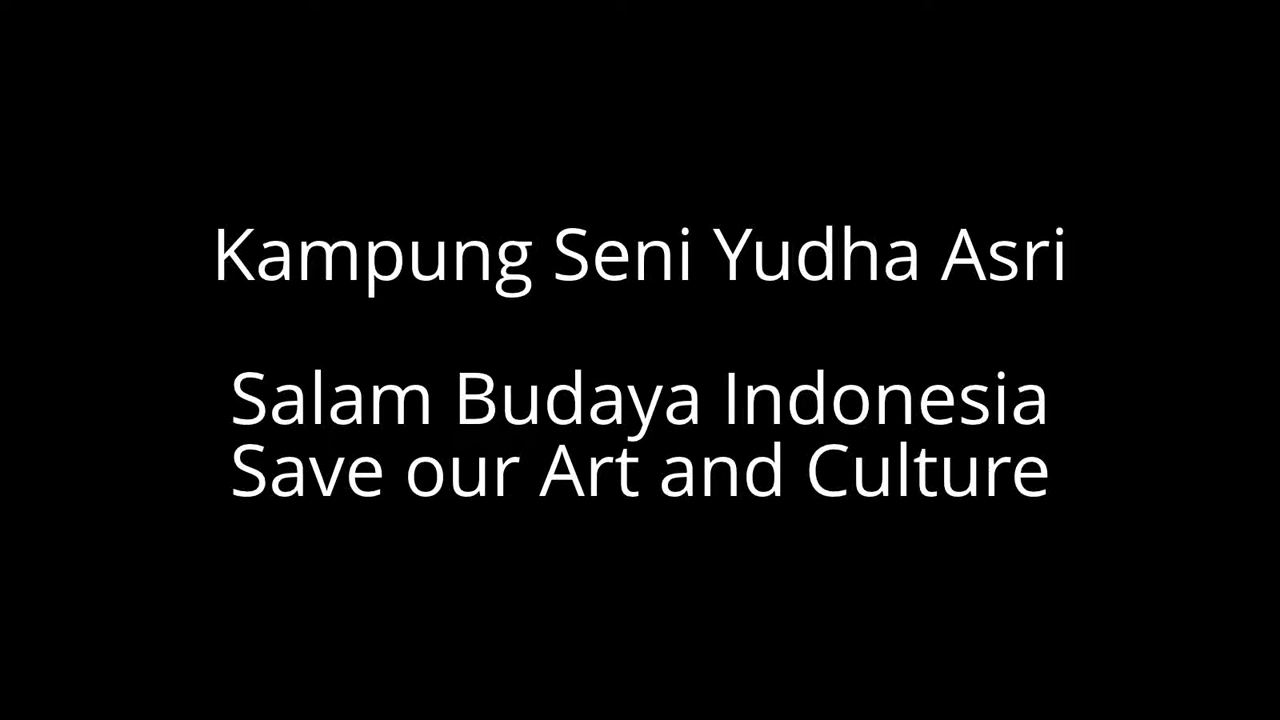 Kampung Seni Yudha Asri
Salam Budaya Indonesia
Save our Art and Culture